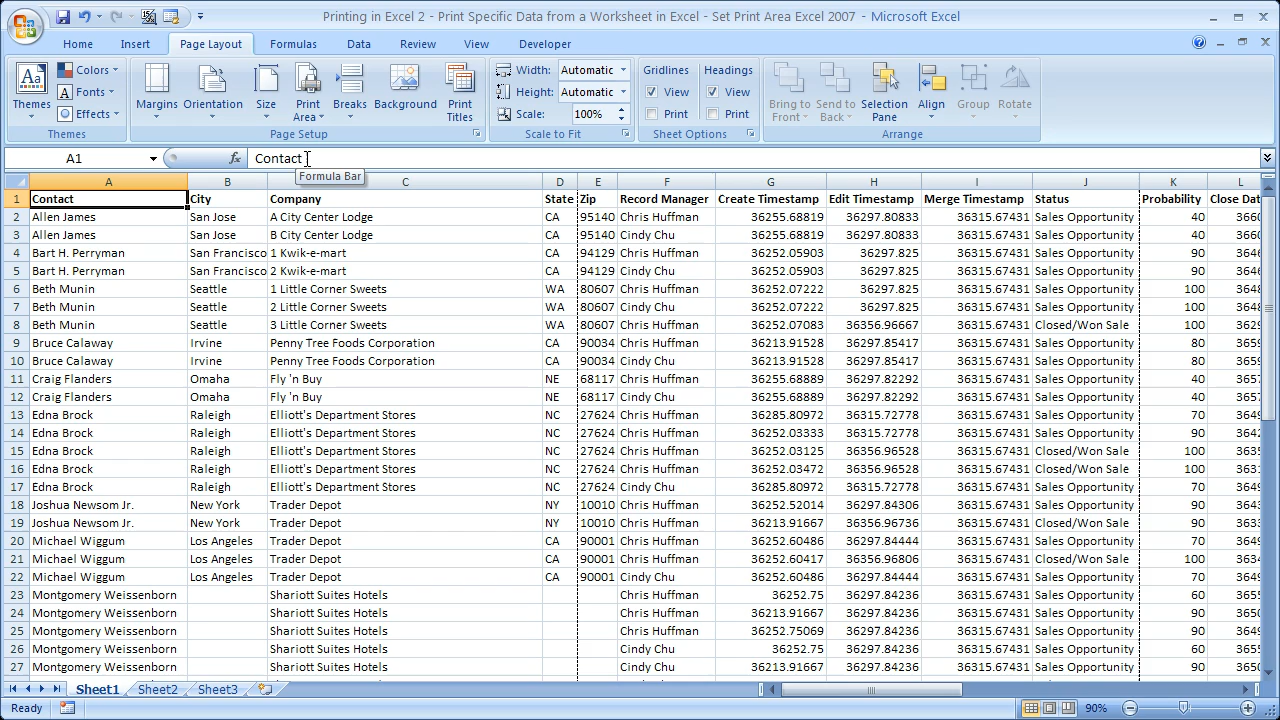 Printing in Excel 2 - Print Specific Data from a Worksheet in Excel - Set Print Area Excel 2007 - Microsoft Excel
Home Insert Page Layout Formulas Data Review View Developer
Themes Colors Fonts Effects Margins Orientation Size Print Area Breaks Background Print Titles Width: Automatic Height: Automatic Scale: 100% Gridlines View Print Headings View Print Bring to Front Send to Back Selection Pane Align Group Rotate
Themes Page Setup Scale to Fit Sheet Options Arrange
A1 fx Contact
Formula Bar
A B C D E F G H I J K L
1 Contact City Company State Zip Record Manager Create Timestamp Edit Timestamp Merge Timestamp Status Probability Close Dat
2 Allen James San Jose A City Center Lodge CA 95140 Chris Huffman 36255.68819 36297.80833 36315.67431 Sales Opportunity 40 3660
3 Allen James San Jose B City Center Lodge CA 95140 Cindy Chu 36255.68819 36297.80833 36315.67431 Sales Opportunity 40 3660
4 Bart H. Perryman San Francisco 1 Kwik-e-mart CA 94129 Chris Huffman 36252.05903 36297.825 36315.67431 Sales Opportunity 90 3646
5 Bart H. Perryman San Francisco 2 Kwik-e-mart CA 94129 Cindy Chu 36252.05903 36297.825 36315.67431 Sales Opportunity 90 3646
6 Beth Munin Seattle 1 Little Corner Sweets WA 80607 Chris Huffman 36252.07222 36297.825 36315.67431 Sales Opportunity 100 3648
7 Beth Munin Seattle 2 Little Corner Sweets WA 80607 Cindy Chu 36252.07222 36297.825 36315.67431 Sales Opportunity 100 3648
8 Beth Munin Seattle 3 Little Corner Sweets WA 80607 Chris Huffman 36252.07083 36356.96667 36315.67431 Closed/Won Sale 100 3629
9 Bruce Calaway Irvine Penny Tree Foods Corporation CA 90034 Chris Huffman 36213.91528 36297.85417 36315.67431 Sales Opportunity 80 3659
10 Bruce Calaway Irvine Penny Tree Foods Corporation CA 90034 Cindy Chu 36213.91528 36297.85417 36315.67431 Sales Opportunity 80 3659
11 Craig Flanders Omaha Fly 'n Buy NE 68117 Chris Huffman 36255.68889 36297.82292 36315.67431 Sales Opportunity 40 3657
12 Craig Flanders Omaha Fly 'n Buy NE 68117 Cindy Chu 36255.68889 36297.82292 36315.67431 Sales Opportunity 40 3657
13 Edna Brock Raleigh Elliott's Department Stores NC 27624 Chris Huffman 36285.80972 36315.72778 36315.67431 Sales Opportunity 70 3649
14 Edna Brock Raleigh Elliott's Department Stores NC 27624 Chris Huffman 36252.03333 36315.72778 36315.67431 Sales Opportunity 90 3642
15 Edna Brock Raleigh Elliott's Department Stores NC 27624 Chris Huffman 36252.03125 36356.96528 36315.67431 Closed/Won Sale 100 3635
16 Edna Brock Raleigh Elliott's Department Stores NC 27624 Chris Huffman 36252.03472 36356.96528 36315.67431 Closed/Won Sale 100 3631
17 Edna Brock Raleigh Elliott's Department Stores NC 27624 Cindy Chu 36285.80972 36315.72778 36315.67431 Sales Opportunity 70 3649
18 Joshua Newsom Jr. New York Trader Depot NY 10010 Chris Huffman 36252.52014 36297.84306 36315.67431 Sales Opportunity 90 3643
19 Joshua Newsom Jr. New York Trader Depot NY 10010 Chris Huffman 36213.91667 36356.96736 36315.67431 Closed/Won Sale 90 3633
20 Michael Wiggum Los Angeles Trader Depot CA 90001 Chris Huffman 36252.60486 36297.84444 36315.67431 Sales Opportunity 70 3649
21 Michael Wiggum Los Angeles Trader Depot CA 90001 Chris Huffman 36252.60417 36356.96806 36315.67431 Closed/Won Sale 100 3634
22 Michael Wiggum Los Angeles Trader Depot CA 90001 Cindy Chu 36252.60486 36297.84444 36315.67431 Sales Opportunity 70 3649
23 Montgomery Weissenborn Shariott Suites Hotels Chris Huffman 36252.75 36297.84236 36315.67431 Sales Opportunity 60 3655
24 Montgomery Weissenborn Shariott Suites Hotels Chris Huffman 36213.91667 36297.84236 36315.67431 Sales Opportunity 90 3650
25 Montgomery Weissenborn Shariott Suites Hotels Chris Huffman 36252.75069 36297.84236 36315.67431 Sales Opportunity 90 3649
26 Montgomery Weissenborn Shariott Suites Hotels Cindy Chu 36252.75 36297.84236 36315.67431 Sales Opportunity 60 3655
27 Montgomery Weissenborn Shariott Suites Hotels Cindy Chu 36213.91667 36297.84236 36315.67431 Sales Opportunity 90 3650
Sheet1 Sheet2 Sheet3
Ready 90%